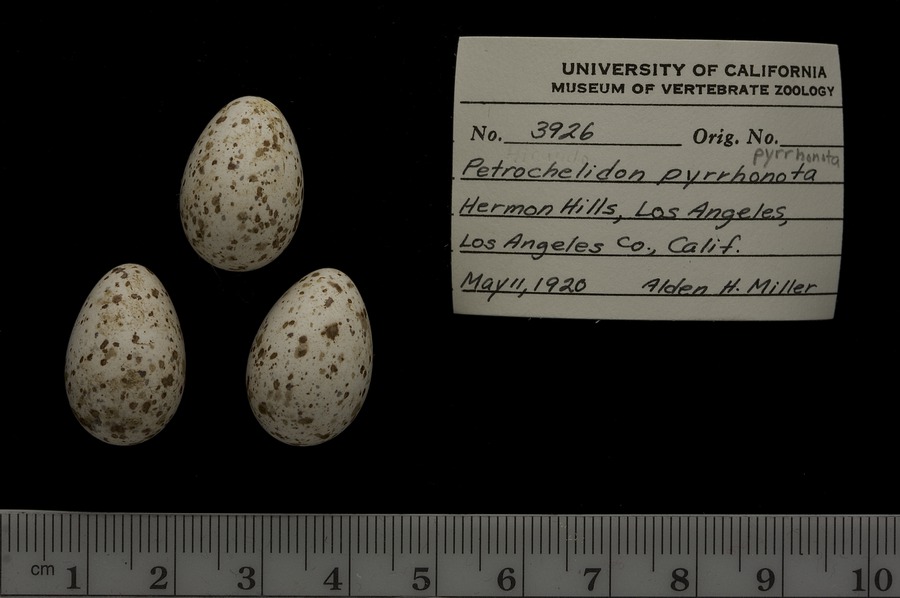 UNIVERSITY OF CALIFORNIA
MUSEUM OF VERTEBRATE ZOOLOGY
No. 3926 Orig. No.
pyrrhonota
Petrochelidon pyrrhonota
Hermon Hills, Los Angeles,
Los Angeles Co., Calif.
May 11, 1920 Alden H. Miller
cm 1 2 3 4 5 6 7 8 9 10